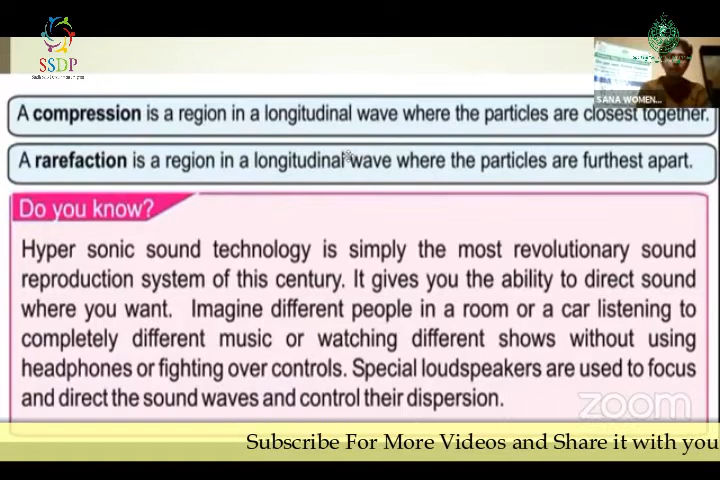 SSDP
SANA WOMEN...
A compression is a region in a longitudinal wave where the particles are closest together.
A rarefaction is a region in a longitudinal wave where the particles are furthest apart.
Do you know?
Hyper sonic sound technology is simply the most revolutionary sound
reproduction system of this century. It gives you the ability to direct sound
where you want. Imagine different people in a room or a car listening to
completely different music or watching different shows without using
headphones or fighting over controls. Special loudspeakers are used to focus
and direct the sound waves and control their dispersion.
zoom
Subscribe For More Videos and Share it with you